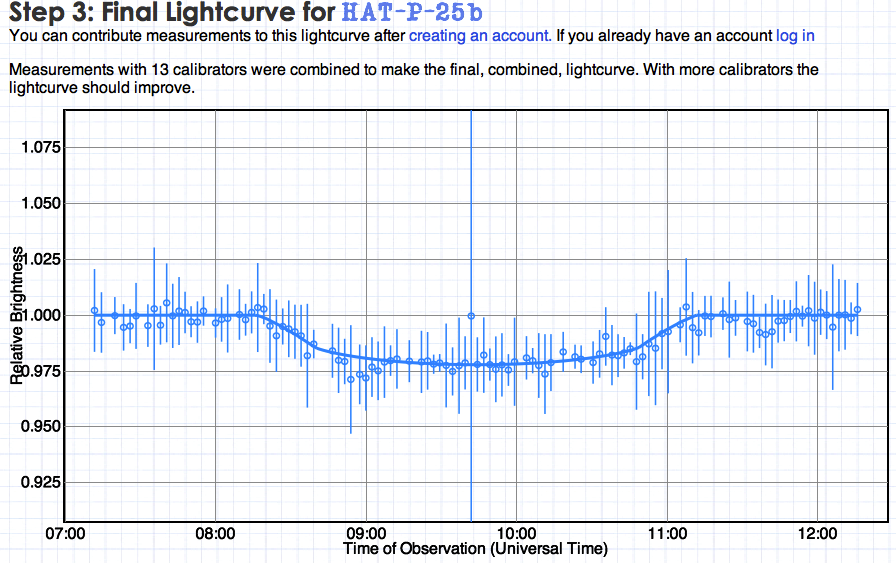 Step 3: Final Lightcurve for HAT-P-25b
You can contribute measurements to this lightcurve after creating an account. If you already have an account log in
Measurements with 13 calibrators were combined to make the final, combined, lightcurve. With more calibrators the
lightcurve should improve.
1.075
1.050
1.025
1.000
0.975
0.950
0.925
Relative Brightness
07:00 08:00 09:00 10:00 11:00 12:00
Time of Observation (Universal Time)